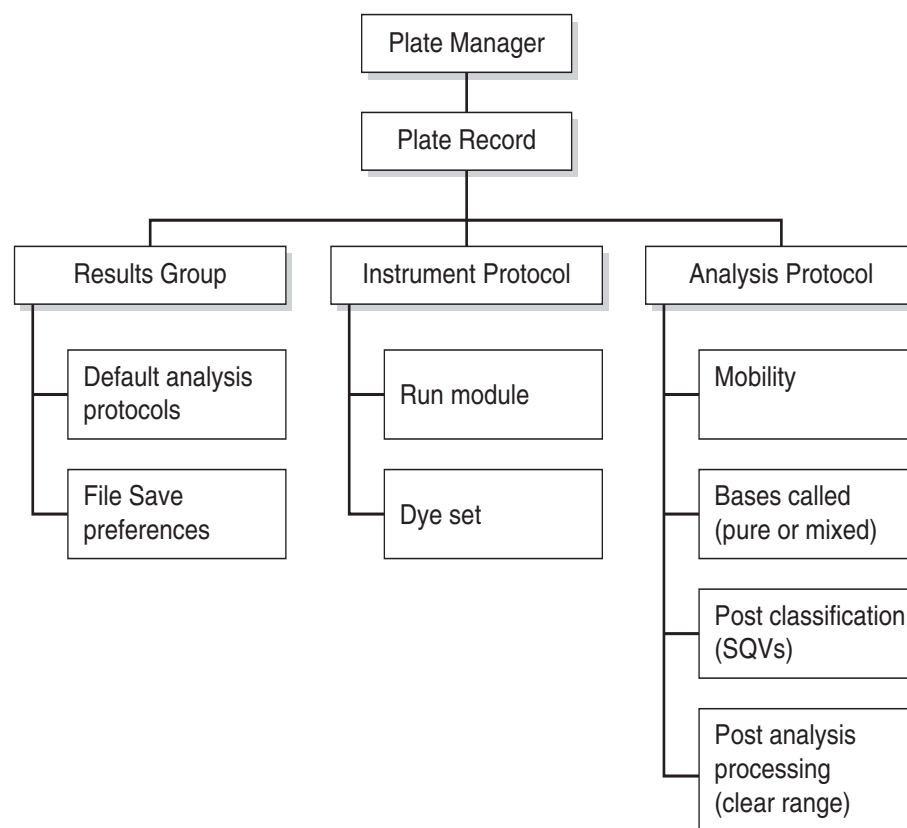 Plate Manager
Plate Record
Results Group
Instrument Protocol
Analysis Protocol
Default analysis
protocols
File Save
preferences
Run module
Dye set
Mobility
Bases called
(pure or mixed)
Post classification
(SQVs)
Post analysis
processing
(clear range)